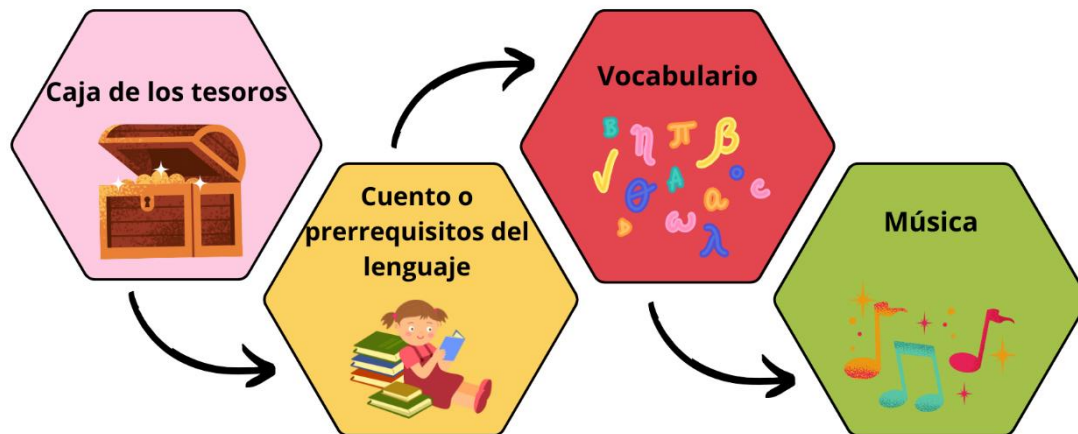 Caja de los tesoros
Cuento o
prerrequisitos del
lenguaje
Vocabulario
B η π β
√ θ A o c
D ω a
λ
Música